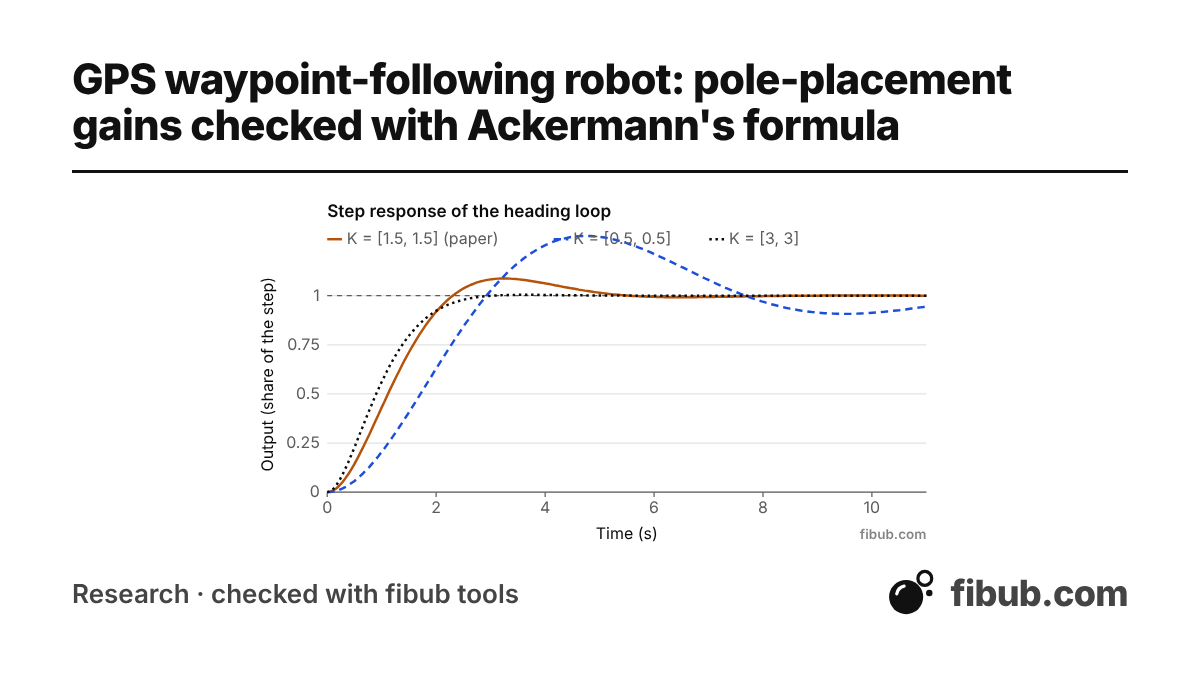 GPS waypoint-following robot: pole-placement
gains checked with Ackermann's formula
Step response of the heading loop
K = [1.5, 1.5] (paper)
K = [0.5, 0.5]
K = [3, 3]
Output (share of the step)
1
0.75
0.5
0.25
0
0
2
4
6
8
10
Time (s)
fibub.com
Research · checked with fibub tools
fibub.com